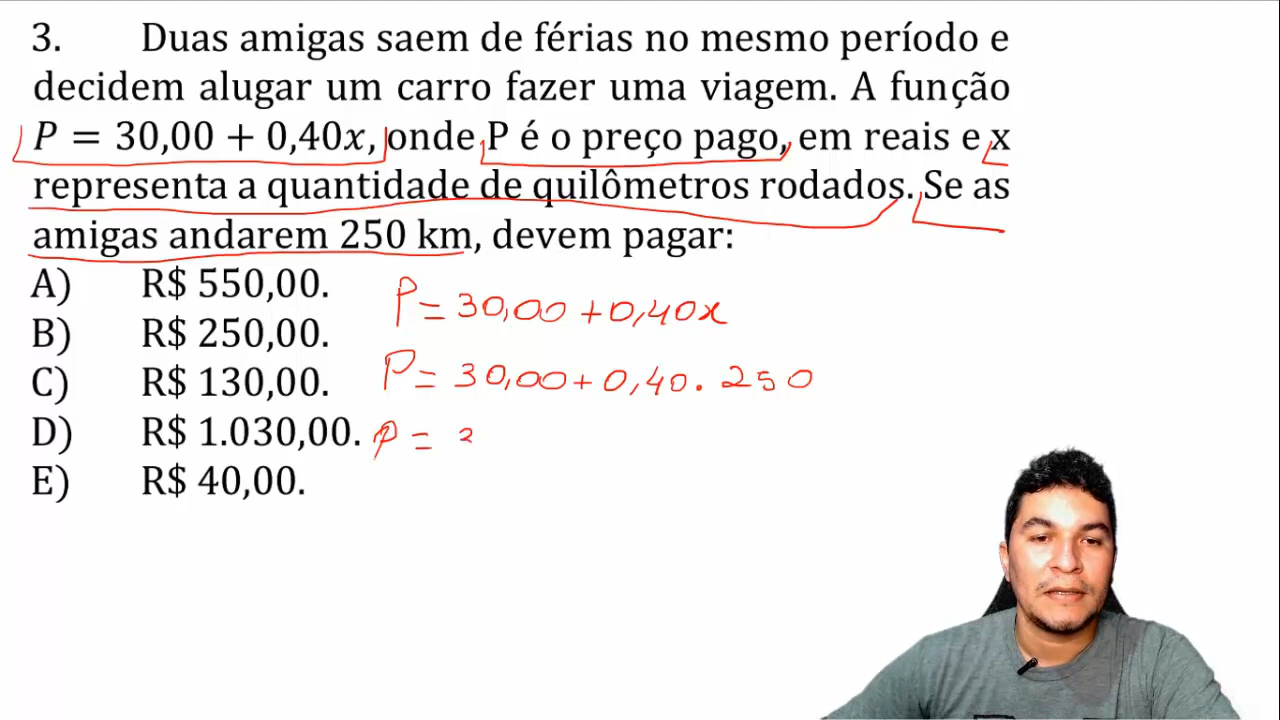 3. Duas amigas saem de férias no mesmo período e
decidem alugar um carro fazer uma viagem. A função
P = 30,00 + 0,40x, onde P é o preço pago, em reais e x
representa a quantidade de quilômetros rodados. Se as
amigas andarem 250 km, devem pagar:
A) R$ 550,00.
B) R$ 250,00.
C) R$ 130,00.
D) R$ 1.030,00.
E) R$ 40,00.
P = 30,00 + 0,40x
P = 30,00 + 0,40 . 250
P =